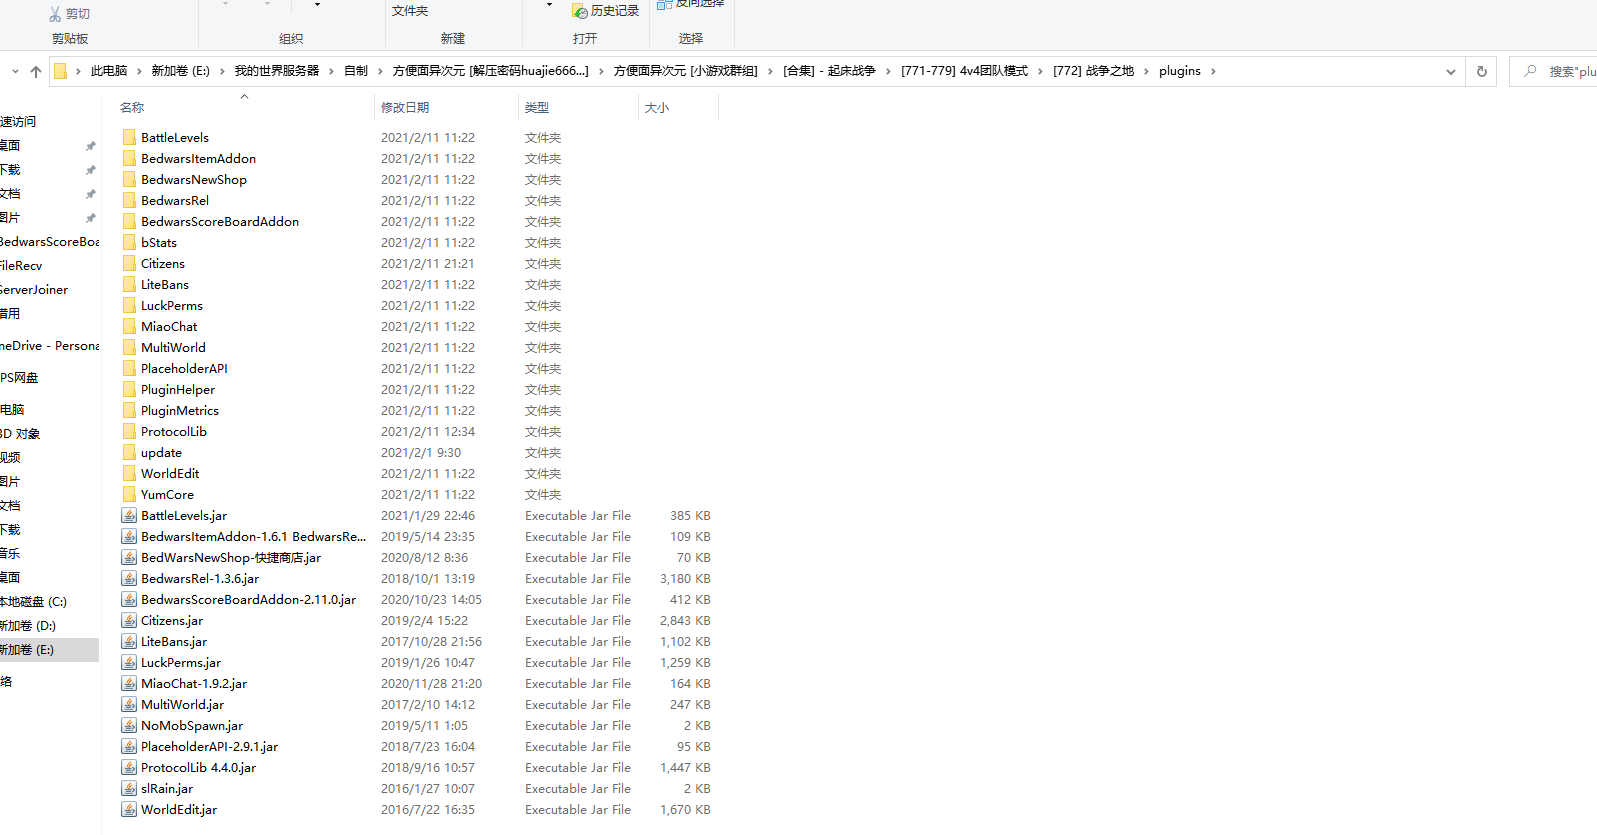 剪切
文件夹
历史记录
反向选择
剪贴板
组织
新建
打开
选择
此电脑 › 新加卷 (E:) › 我的世界服务器 › 自制 › 方便面异次元 [解压密码huajie666...] › 方便面异次元 [小游戏群组] › [合集] - 起床战争 › [771-779] 4v4团队模式 › [772] 战争之地 › plugins ›
搜索"plu
名称 修改日期 类型 大小
速访问
桌面
下载
文档
图片
BedwarsScoreBoa
FileRecv
ServerJoiner
借用
neDrive - Persona
PS网盘
电脑
3D 对象
视频
图片
文档
下载
音乐
桌面
本地磁盘 (C:)
新加卷 (D:)
新加卷 (E:)
络
BattleLevels 2021/2/11 11:22 文件夹
BedwarsItemAddon 2021/2/11 11:22 文件夹
BedwarsNewShop 2021/2/11 11:22 文件夹
BedwarsRel 2021/2/11 11:22 文件夹
BedwarsScoreBoardAddon 2021/2/11 11:22 文件夹
bStats 2021/2/11 11:22 文件夹
Citizens 2021/2/11 21:21 文件夹
LiteBans 2021/2/11 11:22 文件夹
LuckPerms 2021/2/11 11:22 文件夹
MiaoChat 2021/2/11 11:22 文件夹
MultiWorld 2021/2/11 11:22 文件夹
PlaceholderAPI 2021/2/11 11:22 文件夹
PluginHelper 2021/2/11 11:22 文件夹
PluginMetrics 2021/2/11 11:22 文件夹
ProtocolLib 2021/2/11 12:34 文件夹
update 2021/2/1 9:30 文件夹
WorldEdit 2021/2/11 11:22 文件夹
YumCore 2021/2/11 11:22 文件夹
BattleLevels.jar 2021/1/29 22:46 Executable Jar File 385 KB
BedwarsItemAddon-1.6.1 BedwarsRe... 2019/5/14 23:35 Executable Jar File 109 KB
BedWarsNewShop-快捷商店.jar 2020/8/12 8:36 Executable Jar File 70 KB
BedwarsRel-1.3.6.jar 2018/10/1 13:19 Executable Jar File 3,180 KB
BedwarsScoreBoardAddon-2.11.0.jar 2020/10/23 14:05 Executable Jar File 412 KB
Citizens.jar 2019/2/4 15:22 Executable Jar File 2,843 KB
LiteBans.jar 2017/10/28 21:56 Executable Jar File 1,102 KB
LuckPerms.jar 2019/1/26 10:47 Executable Jar File 1,259 KB
MiaoChat-1.9.2.jar 2020/11/28 21:20 Executable Jar File 164 KB
MultiWorld.jar 2017/2/10 14:12 Executable Jar File 247 KB
NoMobSpawn.jar 2019/5/11 1:05 Executable Jar File 2 KB
PlaceholderAPI-2.9.1.jar 2018/7/23 16:04 Executable Jar File 95 KB
ProtocolLib 4.4.0.jar 2018/9/16 10:57 Executable Jar File 1,447 KB
slRain.jar 2016/1/27 10:07 Executable Jar File 2 KB
WorldEdit.jar 2016/7/22 16:35 Executable Jar File 1,670 KB